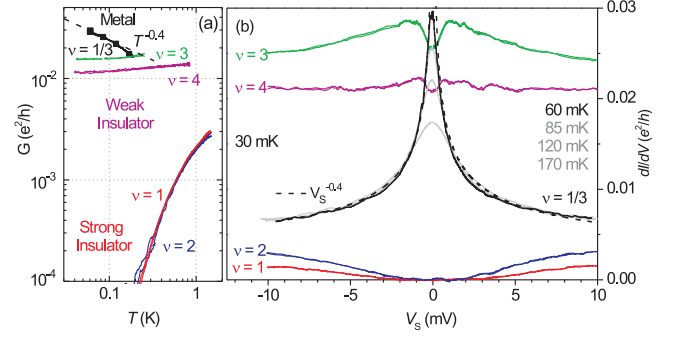 Metal
(a)
T^-0.4
ν = 1/3
ν = 3
10^-2
ν = 4
Weak
Insulator
G (e²/h)
10^-3
ν = 1
Strong
Insulator
ν = 2
10^-4
0.1
1
T (K)
(b)
ν = 3
0.03
ν = 4
0.02
30 mK
60 mK
85 mK
120 mK
170 mK
dI/dV (e²/h)
V_S^-0.4
ν = 1/3
0.01
ν = 2
ν = 1
0.00
-10
-5
0
5
10
V_S (mV)